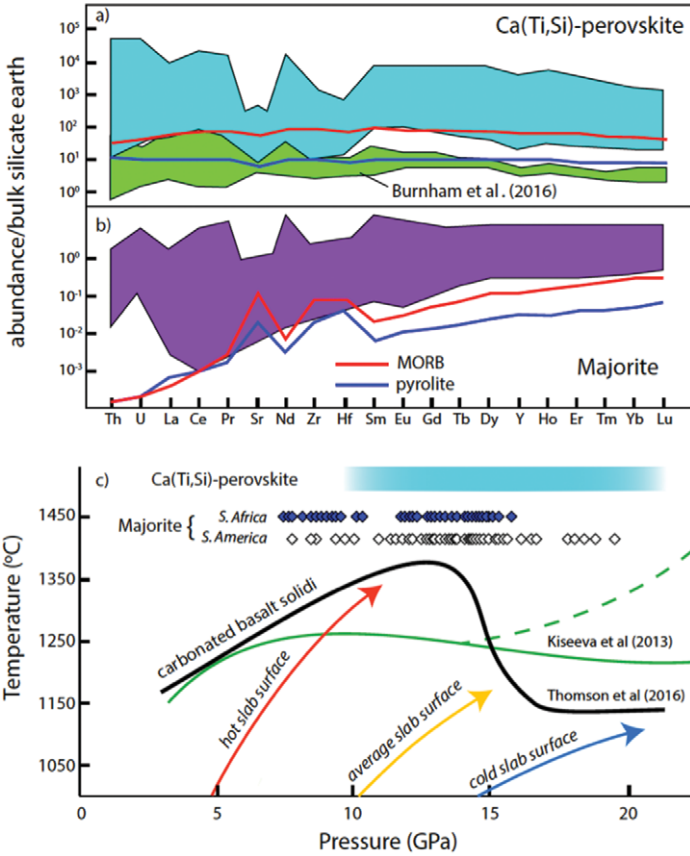 a)
Ca(Ti,Si)-perovskite
10⁵
10⁴
10³
10²
10¹
10⁰
Burnham et al. (2016)
abundance/bulk silicate earth
b)
10⁰
10⁻¹
10⁻²
10⁻³
MORB
pyrolite
Majorite
Th U La Ce Pr Sr Nd Zr Hf Sm Eu Gd Tb Dy Y Ho Er Tm Yb Lu
c)
Ca(Ti,Si)-perovskite
Majorite { S. Africa
S. America
1450
1350
1250
1150
1050
Temperature (°C)
carbonated basalt solidi
hot slab surface
average slab surface
cold slab surface
Kiseeva et al (2013)
Thomson et al (2016)
0 5 10 15 20
Pressure (GPa)